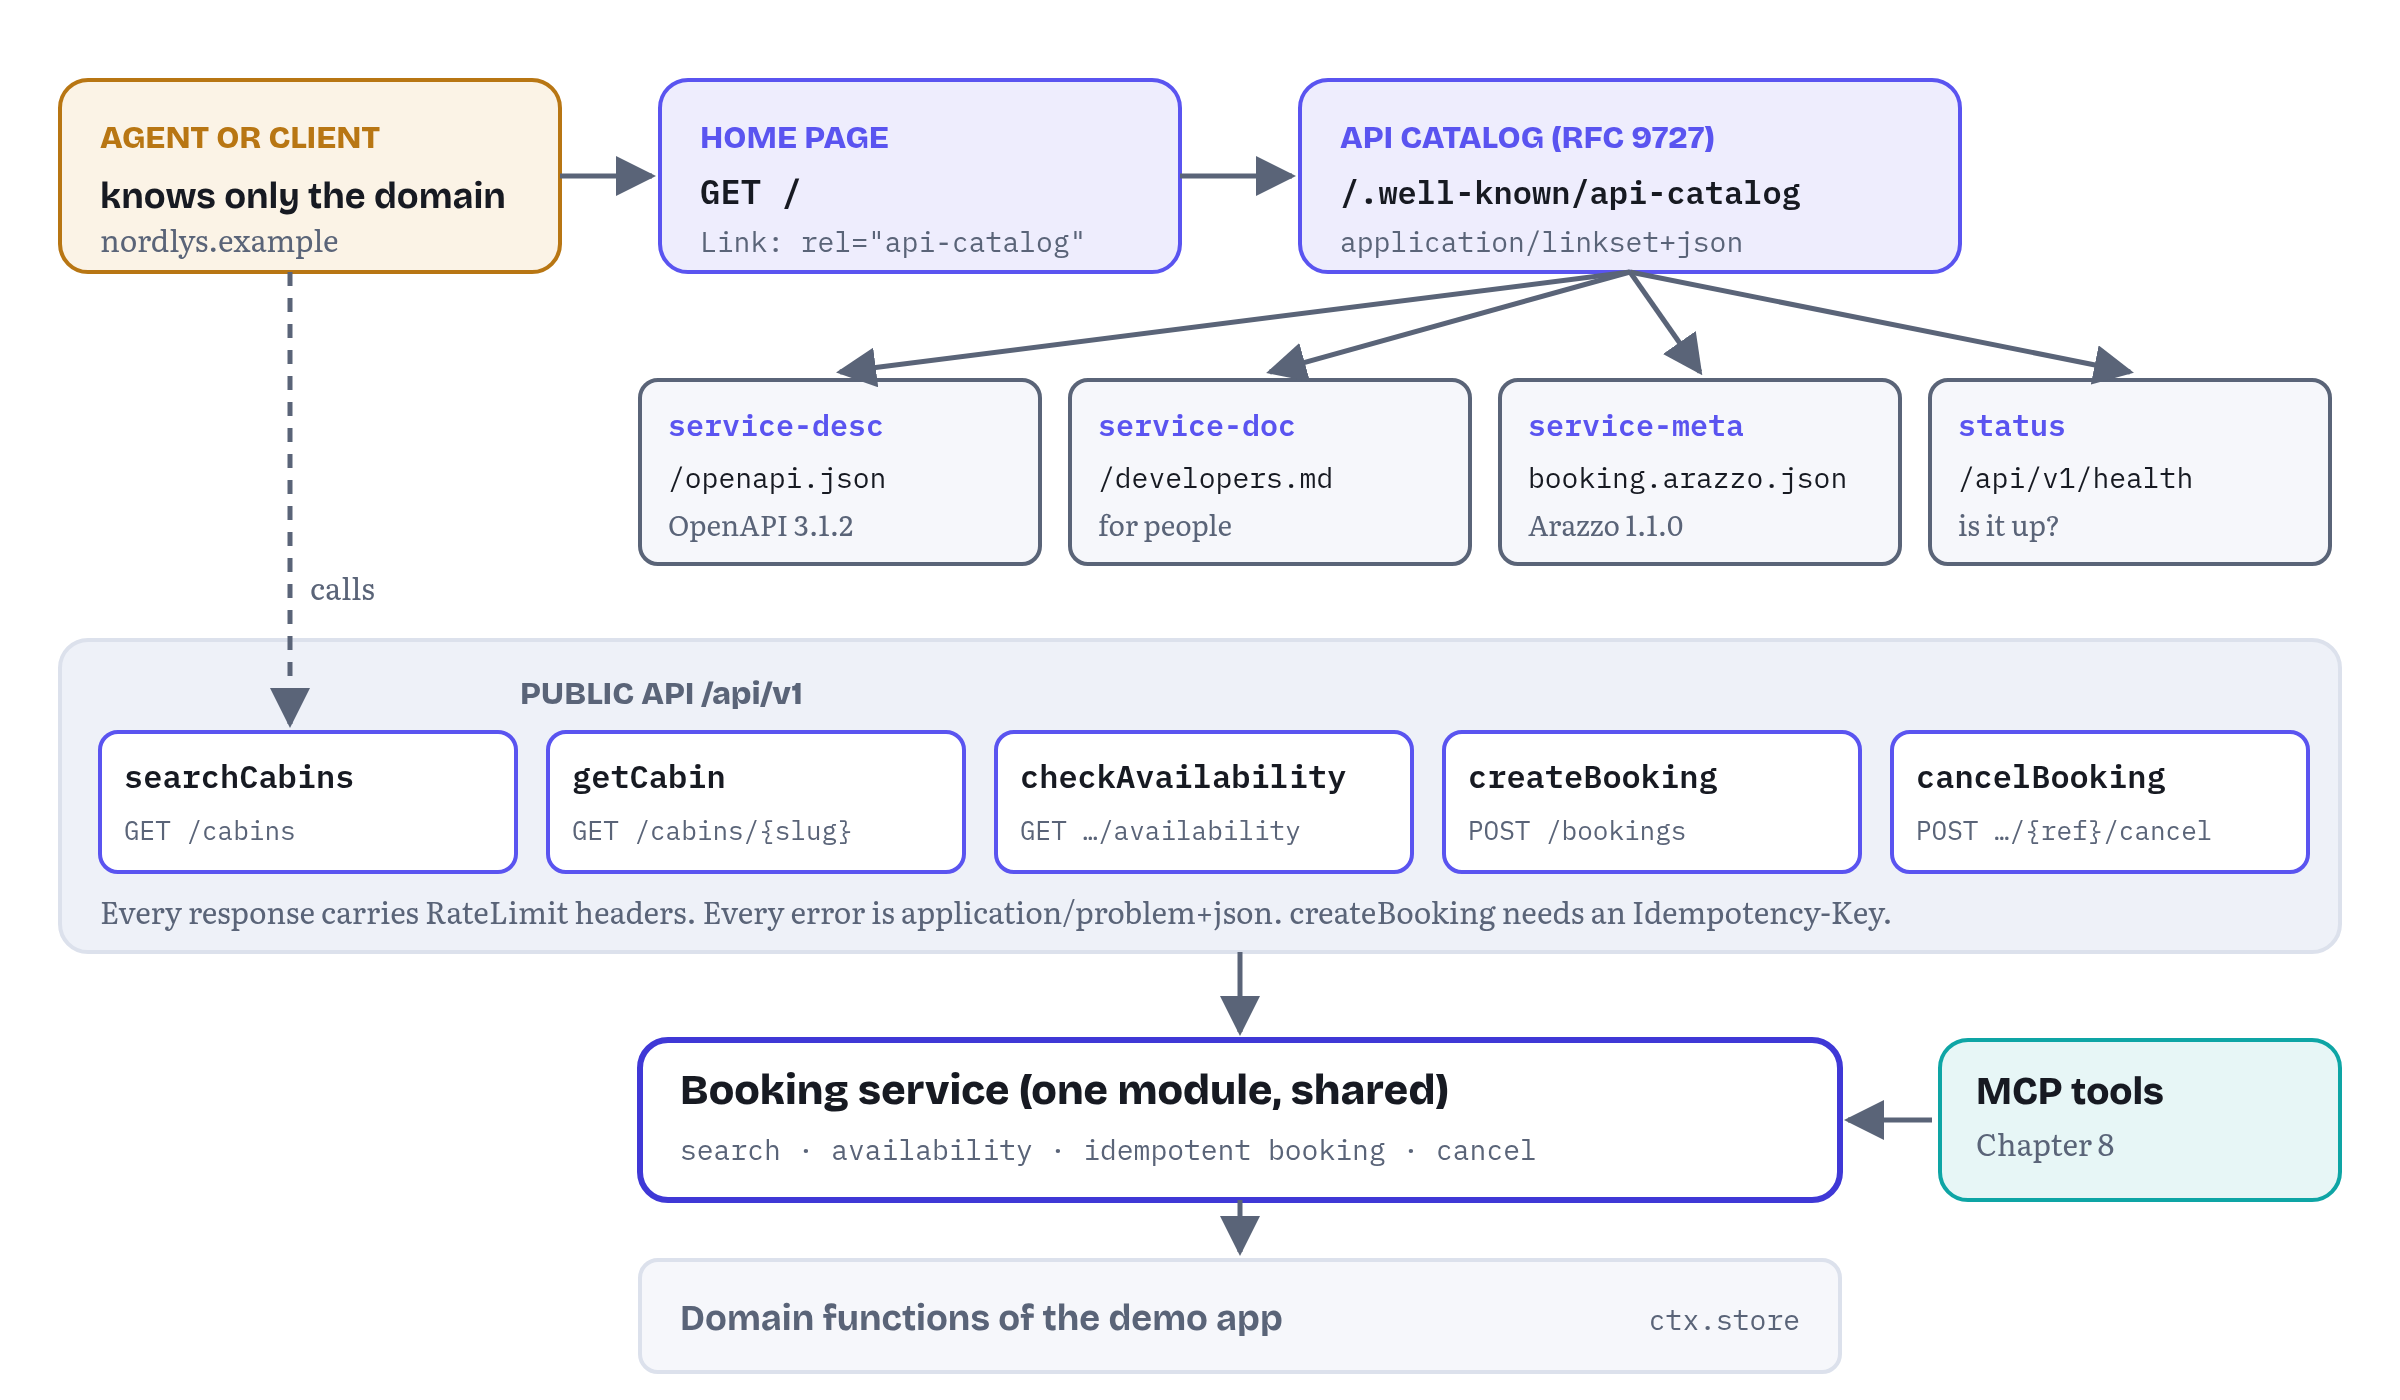 AGENT OR CLIENT
knows only the domain
nordlys.example
HOME PAGE
GET /
Link: rel="api-catalog"
API CATALOG (RFC 9727)
/.well-known/api-catalog
application/linkset+json
service-desc
/openapi.json
OpenAPI 3.1.2
service-doc
/developers.md
for people
service-meta
booking.arazzo.json
Arazzo 1.1.0
status
/api/v1/health
is it up?
calls
PUBLIC API /api/v1
searchCabins
GET /cabins
getCabin
GET /cabins/{slug}
checkAvailability
GET …/availability
createBooking
POST /bookings
cancelBooking
POST …/{ref}/cancel
Every response carries RateLimit headers. Every error is application/problem+json. createBooking needs an Idempotency-Key.
Booking service (one module, shared)
search · availability · idempotent booking · cancel
MCP tools
Chapter 8
Domain functions of the demo app
ctx.store